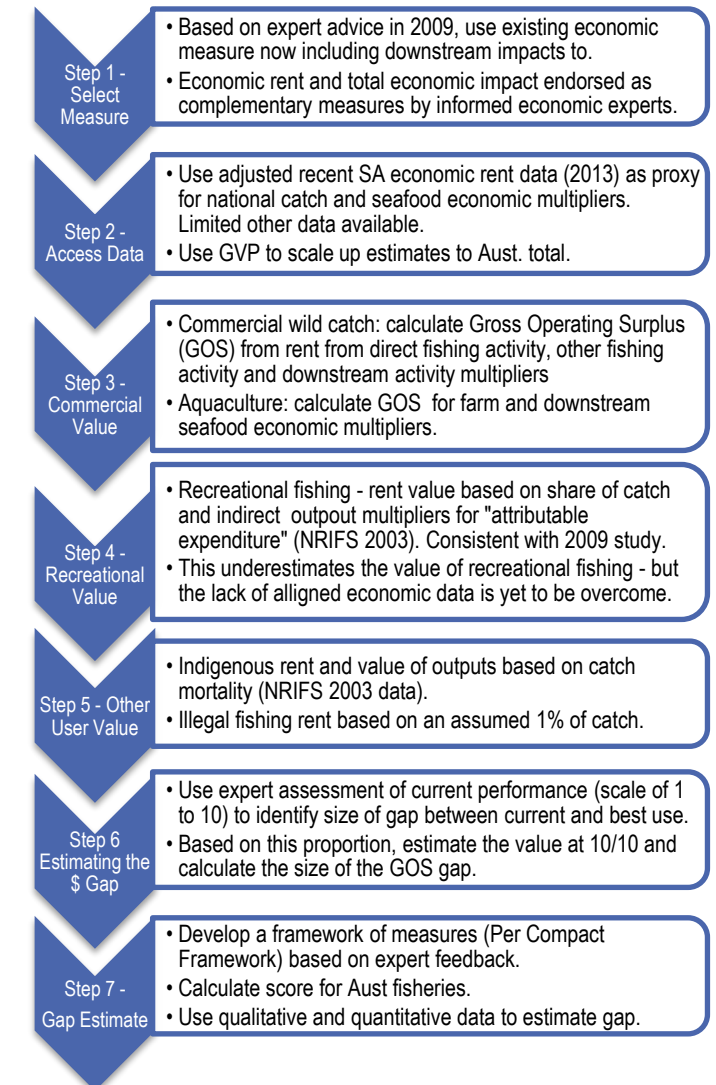 Step 1 -
Select
Measure
• Based on expert advice in 2009, use existing economic
measure now including downstream impacts to.
• Economic rent and total economic impact endorsed as
complementary measures by informed economic experts.
Step 2 -
Access Data
• Use adjusted recent SA economic rent data (2013) as proxy
for national catch and seafood economic multipliers.
Limited other data available.
• Use GVP to scale up estimates to Aust. total.
Step 3 -
Commercial
Value
• Commercial wild catch: calculate Gross Operating Surplus
(GOS) from rent from direct fishing activity, other fishing
activity and downstream activity multipliers
• Aquaculture: calculate GOS for farm and downstream
seafood economic multipliers.
Step 4 -
Recreational
Value
• Recreational fishing - rent value based on share of catch
and indirect outpout multipliers for "attributable
expenditure" (NRIFS 2003). Consistent with 2009 study.
• This underestimates the value of recreational fishing - but
the lack of alligned economic data is yet to be overcome.
Step 5 - Other
User Value
• Indigenous rent and value of outputs based on catch
mortality (NRIFS 2003 data).
• Illegal fishing rent based on an assumed 1% of catch.
Step 6
Estimating the
$ Gap
• Use expert assessment of current performance (scale of 1
to 10) to identify size of gap between current and best use.
• Based on this proportion, estimate the value at 10/10 and
calculate the size of the GOS gap.
Step 7 -
Gap Estimate
• Develop a framework of measures (Per Compact
Framework) based on expert feedback.
• Calculate score for Aust fisheries.
• Use qualitative and quantitative data to estimate gap.